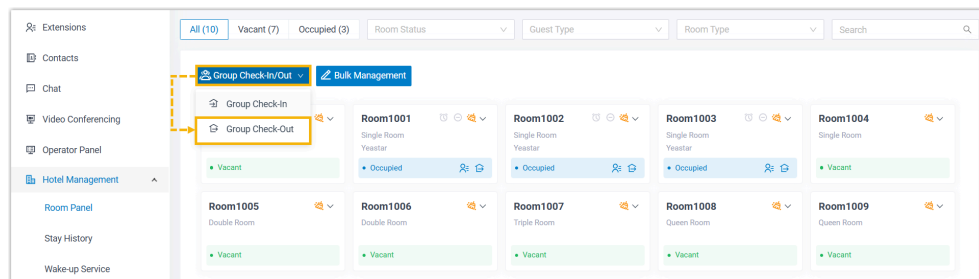 Extensions
Contacts
Chat
Video Conferencing
Operator Panel
Hotel Management
Room Panel
Stay History
Wake-up Service
All (10) Vacant (7) Occupied (3) Room Status Guest Type Room Type Search
Group Check-In/Out Bulk Management
Group Check-In
Group Check-Out
Vacant
Room1001
Single Room
Yeastar
Occupied
Room1002
Single Room
Yeastar
Occupied
Room1003
Single Room
Yeastar
Occupied
Room1004
Single Room
Vacant
Room1005
Double Room
Vacant
Room1006
Double Room
Vacant
Room1007
Triple Room
Vacant
Room1008
Queen Room
Vacant
Room1009
Queen Room
Vacant